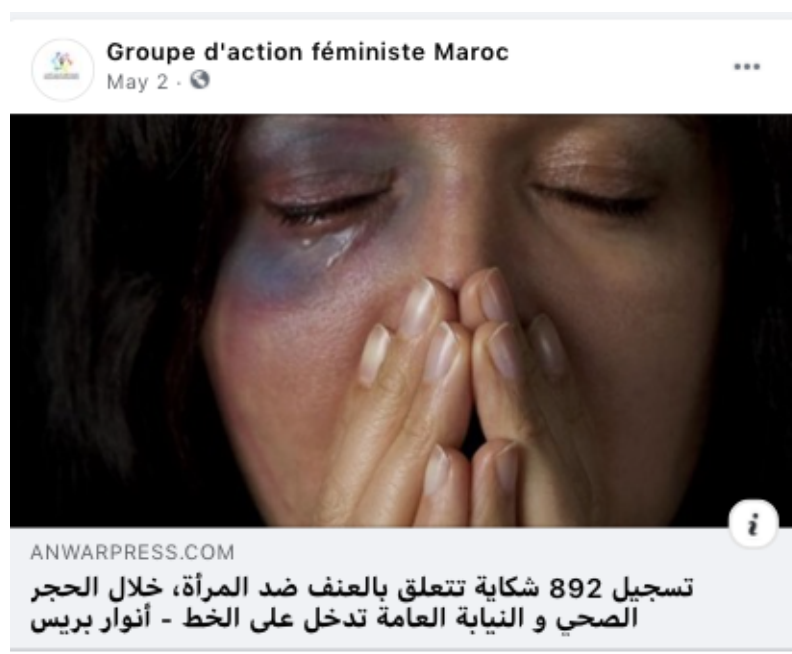 Groupe d'action féministe Maroc
May 2 ·
ANWARPRESS.COM
تسجيل 892 شكاية تتعلق بالعنف ضد المرأة، خلال الحجر
الصحي و النيابة العامة تدخل على الخط - أنوار بريس